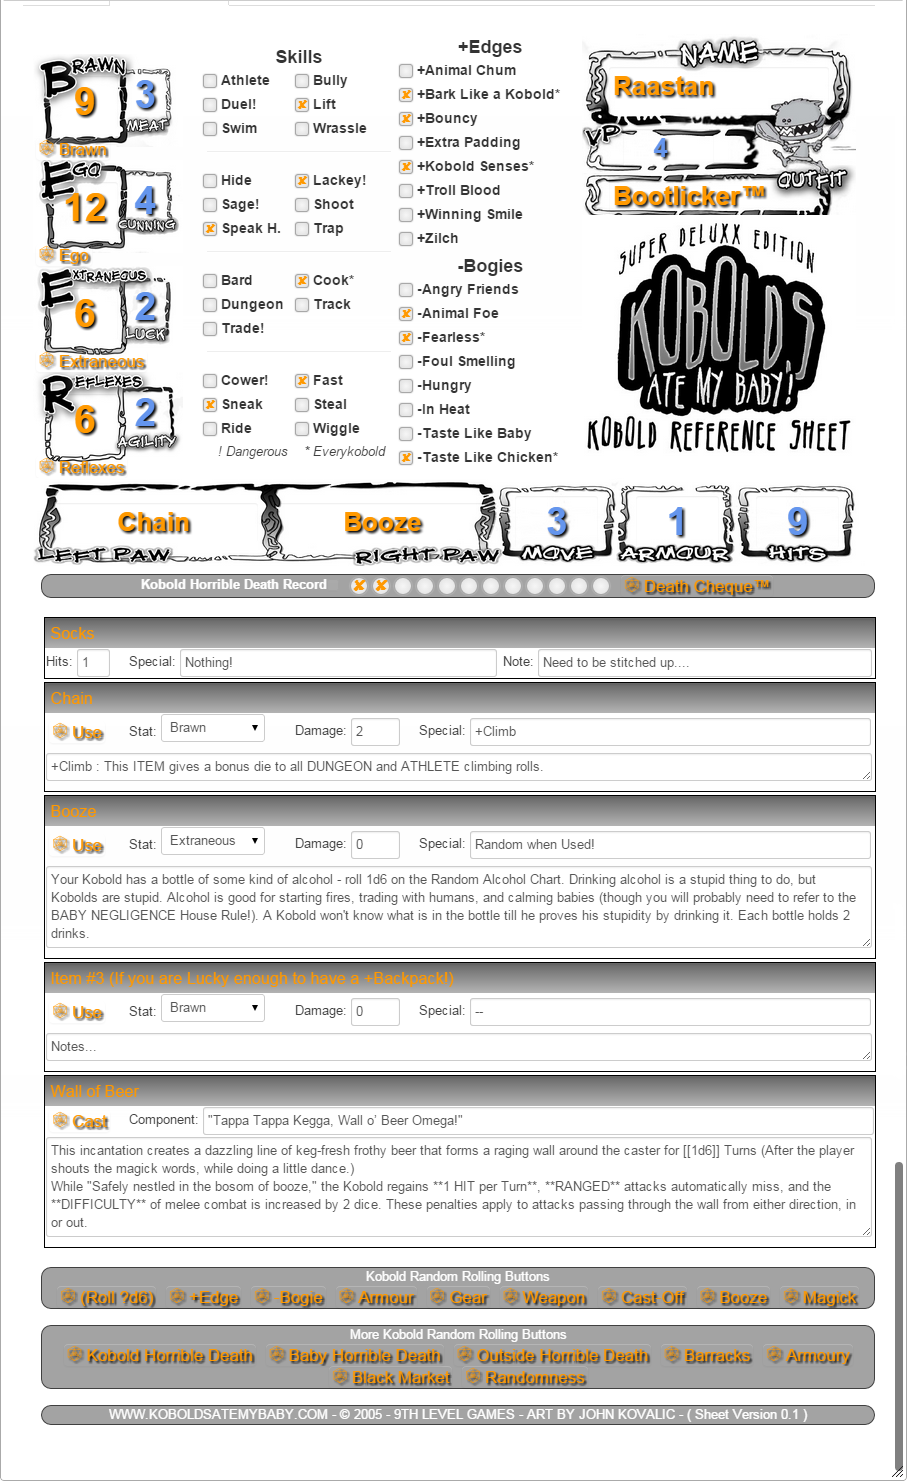 BRAWN
9
3
MEAT
Brawn
EGO
12
4
CUNNING
Ego
EXTRANEOUS
6
2
LUCK
Extraneous
REFLEXES
6
2
AGILITY
Reflexes
Skills
Athlete Bully
Duel! Lift
Swim Wrassle
Hide Lackey!
Sage! Shoot
Speak H. Trap
Bard Cook*
Dungeon Track
Trade!
Cower! Fast
Sneak Steal
Ride Wiggle
! Dangerous * Everykobold
+Edges
+Animal Chum
+Bark Like a Kobold*
+Bouncy
+Extra Padding
+Kobold Senses*
+Troll Blood
+Winning Smile
+Zilch
-Bogies
-Angry Friends
-Animal Foe
-Fearless*
-Foul Smelling
-Hungry
-In Heat
-Taste Like Baby
-Taste Like Chicken*
NAME
Raastan
VP
4
OUTFIT
Bootlicker™
SUPER DELUXX EDITION
KOBOLDS
ATE MY BABY!
KOBOLD REFERENCE SHEET
Chain
LEFT PAW
Booze
RIGHT PAW
3
MOVE
1
ARMOUR
9
HITS
Kobold Horrible Death Record Death Cheque™
Socks
Hits: 1 Special: Nothing! Note: Need to be stitched up....
Chain
Use Stat: Brawn Damage: 2 Special: +Climb
+Climb : This ITEM gives a bonus die to all DUNGEON and ATHLETE climbing rolls.
Booze
Use Stat: Extraneous Damage: 0 Special: Random when Used!
Your Kobold has a bottle of some kind of alcohol - roll 1d6 on the Random Alcohol Chart. Drinking alcohol is a stupid thing to do, but
Kobolds are stupid. Alcohol is good for starting fires, trading with humans, and calming babies (though you will probably need to refer to the
BABY NEGLIGENCE House Rule!). A Kobold won't know what is in the bottle till he proves his stupidity by drinking it. Each bottle holds 2
drinks.
Item #3 (If you are Lucky enough to have a +Backpack!)
Use Stat: Brawn Damage: 0 Special: --
Notes...
Wall of Beer
Cast Component: "Tappa Tappa Kegga, Wall o' Beer Omega!"
This incantation creates a dazzling line of keg-fresh frothy beer that forms a raging wall around the caster for [[1d6]] Turns (After the player
shouts the magick words, while doing a little dance.)
While "Safely nestled in the bosom of booze," the Kobold regains **1 HIT per Turn**, **RANGED** attacks automatically miss, and the
**DIFFICULTY** of melee combat is increased by 2 dice. These penalties apply to attacks passing through the wall from either direction, in
or out.
Kobold Random Rolling Buttons
(Roll ?d6) +Edge -Bogie Armour Gear Weapon Cast-Off Booze Magick
More Kobold Random Rolling Buttons
Kobold Horrible Death Baby Horrible Death Outside Horrible Death Barracks Armoury
Black Market Randomness
WWW.KOBOLDSATEMYBABY.COM - © 2005 - 9TH LEVEL GAMES - ART BY JOHN KOVALIC - ( Sheet Version 0.1 )